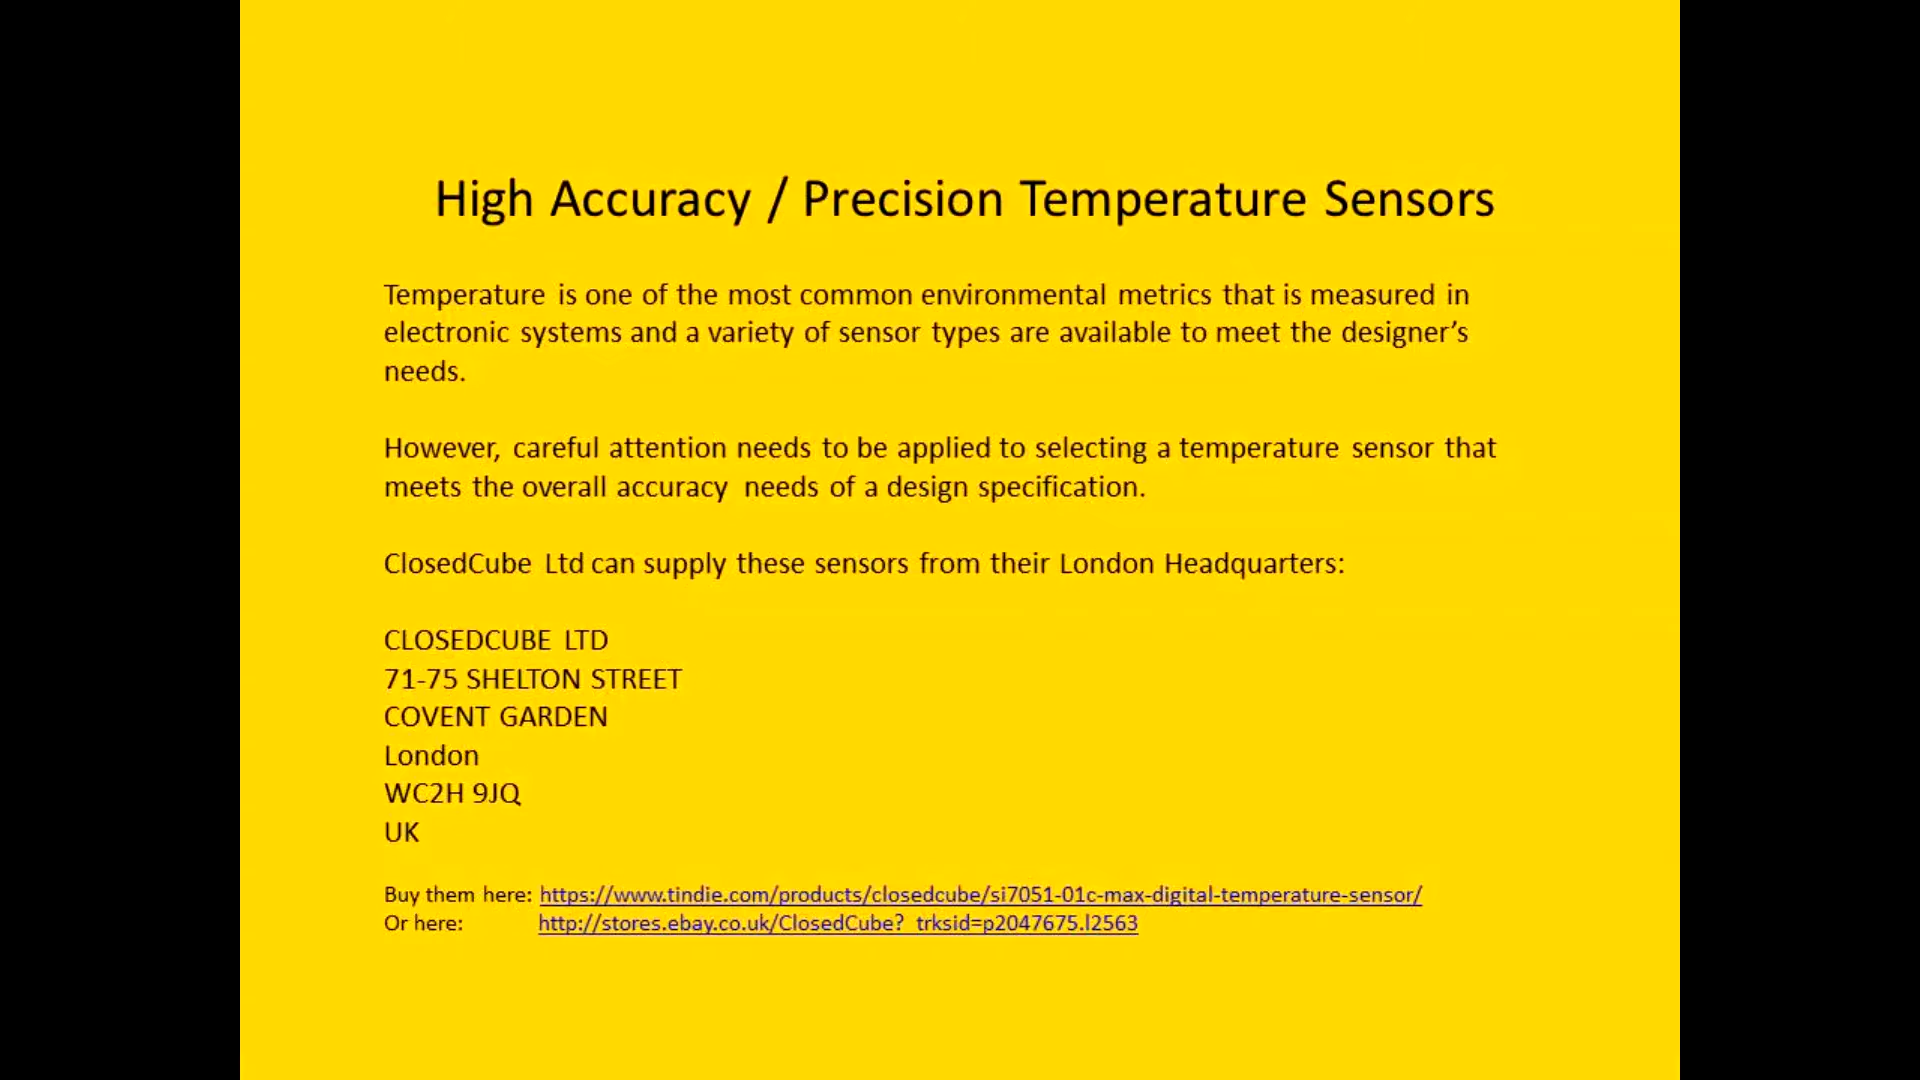 High Accuracy / Precision Temperature Sensors
Temperature is one of the most common environmental metrics that is measured in
electronic systems and a variety of sensor types are available to meet the designer’s
needs.
However, careful attention needs to be applied to selecting a temperature sensor that
meets the overall accuracy needs of a design specification.
ClosedCube Ltd can supply these sensors from their London Headquarters:
CLOSEDCUBE LTD
71-75 SHELTON STREET
COVENT GARDEN
London
WC2H 9JQ
UK
Buy them here: https://www.tindie.com/products/closedcube/si7051-01c-max-digital-temperature-sensor/
Or here: http://stores.ebay.co.uk/ClosedCube?_trksid=p2047675.l2563